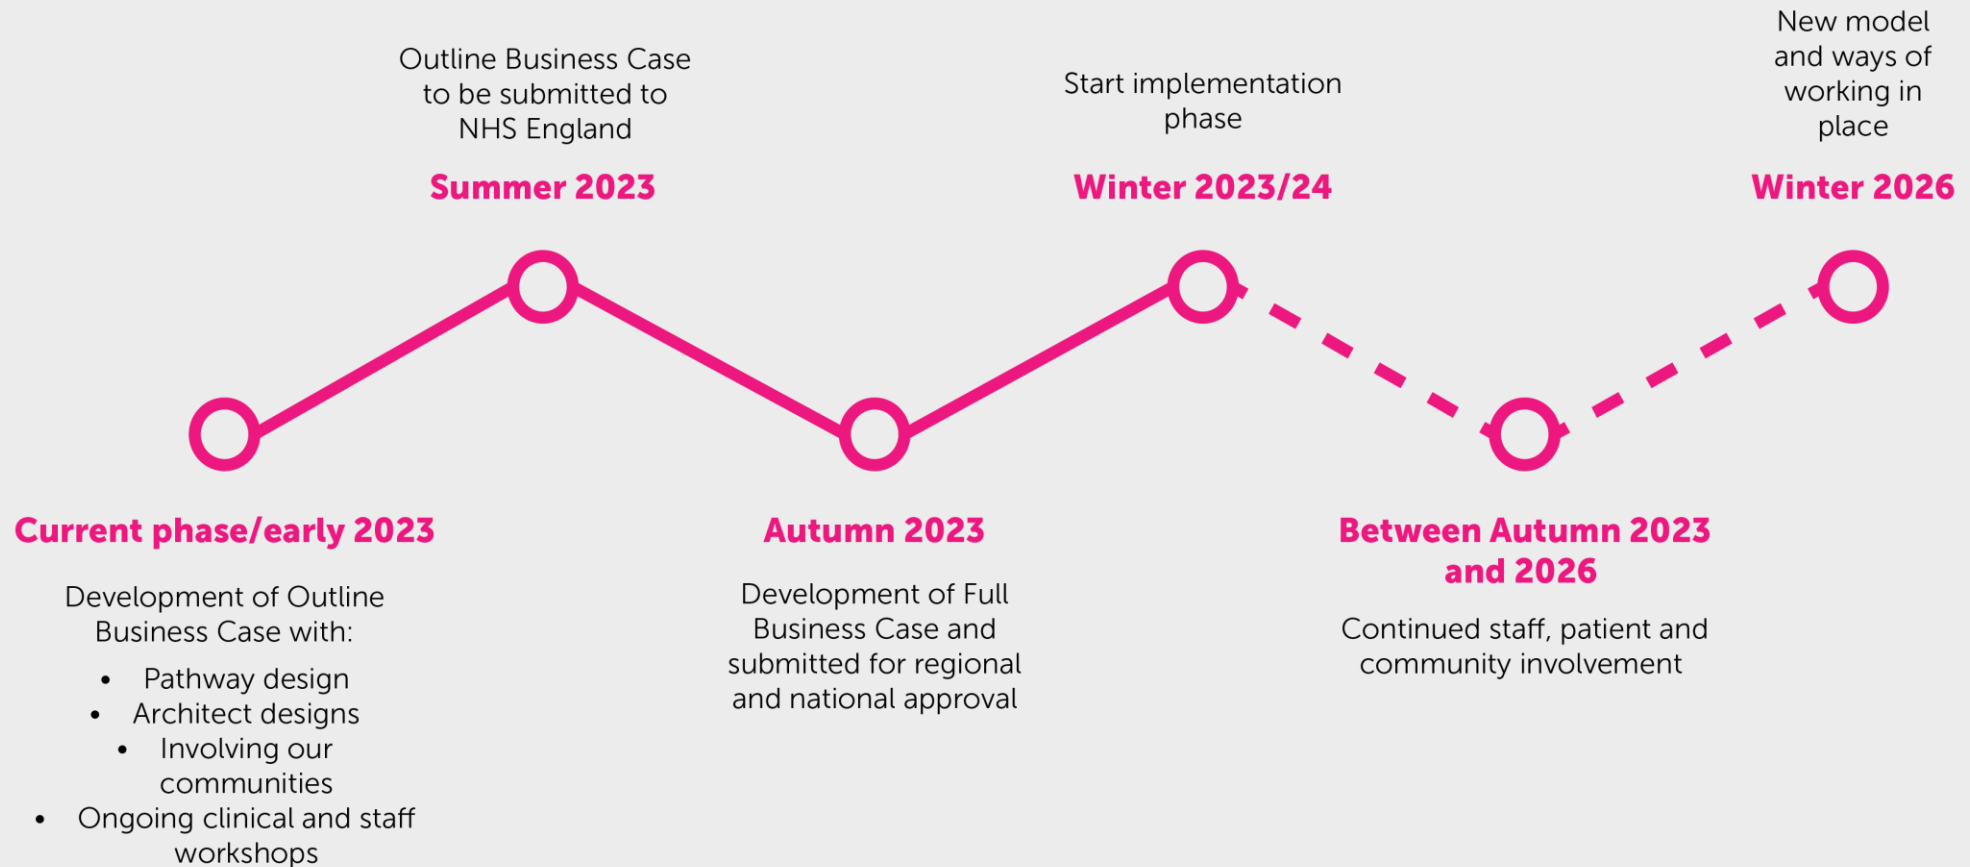 Current phase/early 2023
Development of Outline
Business Case with:
• Pathway design
• Architect designs
• Involving our
communities
• Ongoing clinical and staff
workshops
Outline Business Case
to be submitted to
NHS England
Summer 2023
Autumn 2023
Development of Full
Business Case and
submitted for regional
and national approval
Start implementation
phase
Winter 2023/24
Between Autumn 2023
and 2026
Continued staff, patient and
community involvement
New model
and ways of
working in
place
Winter 2026